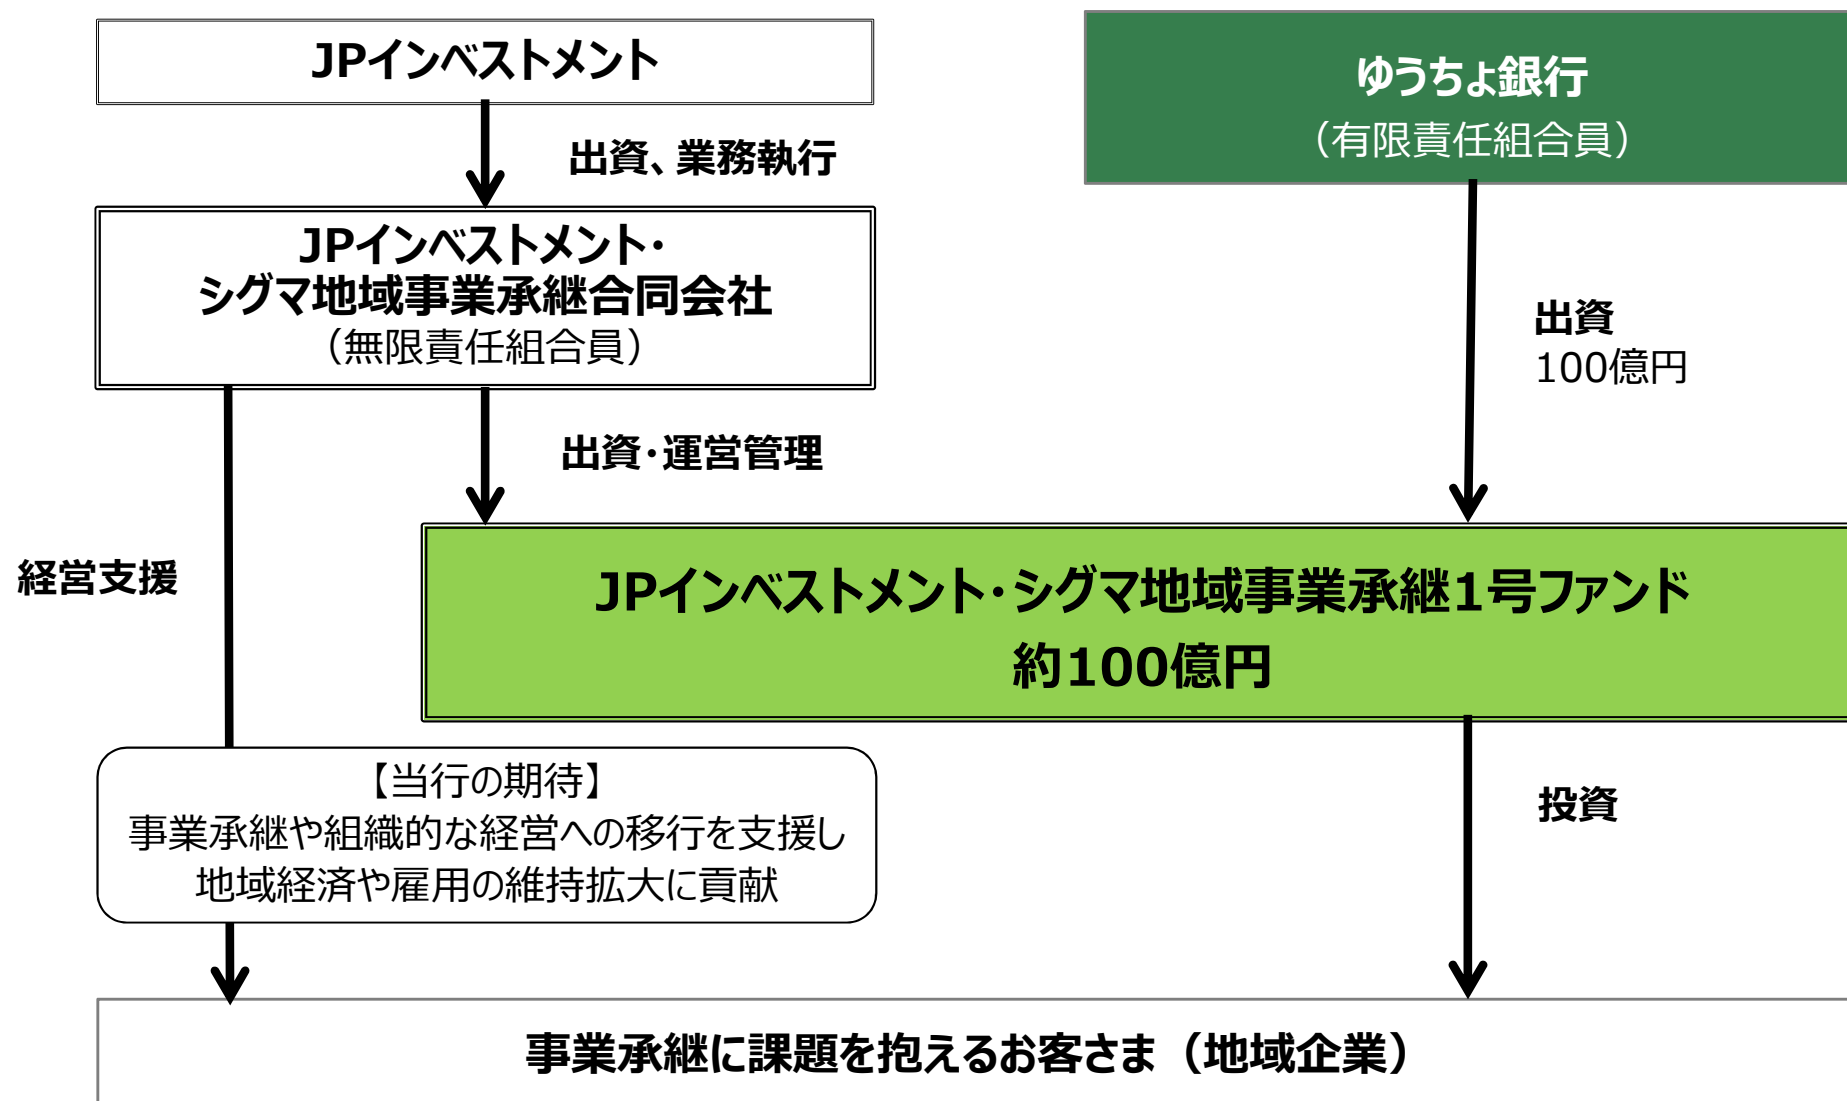 JPインベストメント
ゆうちょ銀行
（有限責任組合員）
出資、業務執行
JPインベストメント・
シグマ地域事業承継合同会社
（無限責任組合員）
出資
100億円
出資・運営管理
経営支援
JPインベストメント・シグマ地域事業承継1号ファンド
約100億円
【当行の期待】
事業承継や組織的な経営への移行を支援し
地域経済や雇用の維持拡大に貢献
投資
事業承継に課題を抱えるお客さま（地域企業）